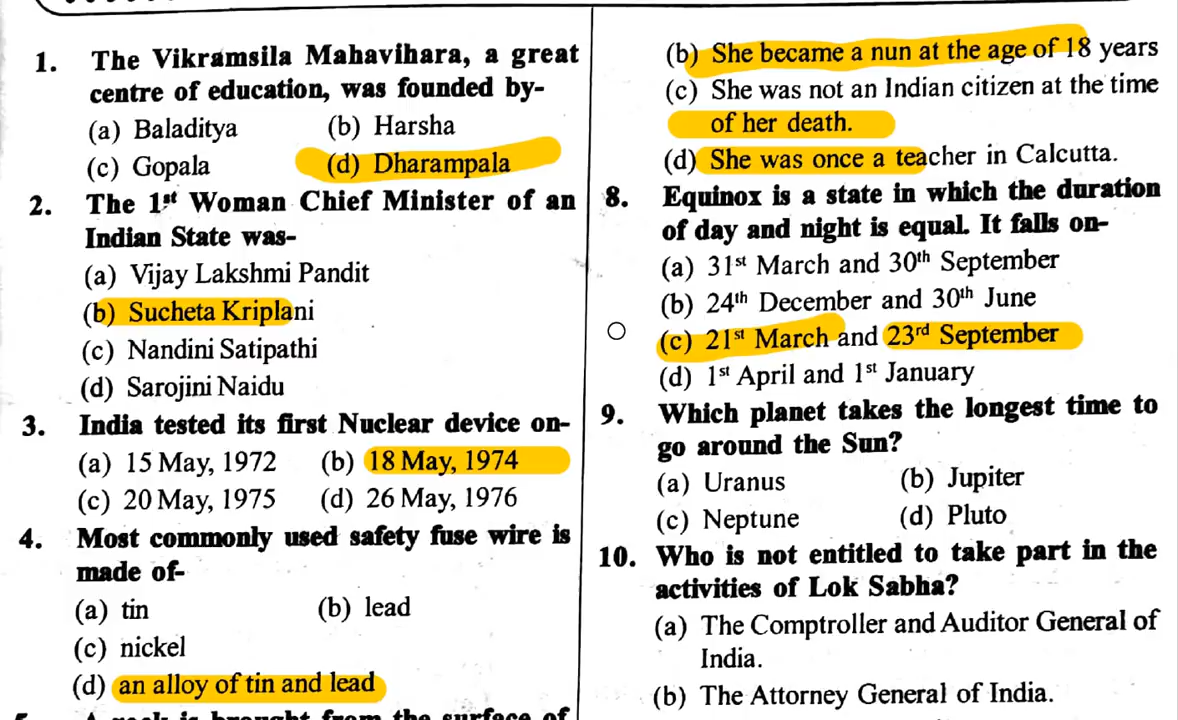 1. The Vikramsila Mahavihara, a great
centre of education, was founded by-
(a) Baladitya (b) Harsha
(c) Gopala (d) Dharampala
2. The 1st Woman Chief Minister of an
Indian State was-
(a) Vijay Lakshmi Pandit
(b) Sucheta Kriplani
(c) Nandini Satipathi
(d) Sarojini Naidu
3. India tested its first Nuclear device on-
(a) 15 May, 1972 (b) 18 May, 1974
(c) 20 May, 1975 (d) 26 May, 1976
4. Most commonly used safety fuse wire is
made of-
(a) tin (b) lead
(c) nickel
(d) an alloy of tin and lead
5. A rock is brought from the surface of
(b) She became a nun at the age of 18 years
(c) She was not an Indian citizen at the time
of her death.
(d) She was once a teacher in Calcutta.
8. Equinox is a state in which the duration
of day and night is equal. It falls on-
(a) 31st March and 30th September
(b) 24th December and 30th June
(c) 21st March and 23rd September
(d) 1st April and 1st January
9. Which planet takes the longest time to
go around the Sun?
(a) Uranus (b) Jupiter
(c) Neptune (d) Pluto
10. Who is not entitled to take part in the
activities of Lok Sabha?
(a) The Comptroller and Auditor General of
India.
(b) The Attorney General of India.